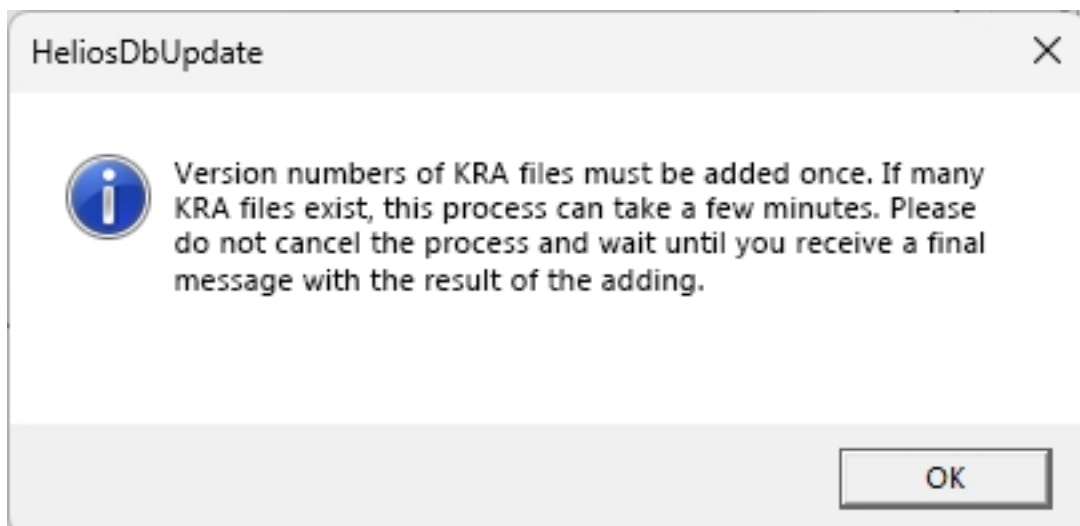 HeliosDbUpdate
Version numbers of KRA files must be added once. If many
KRA files exist, this process can take a few minutes. Please
do not cancel the process and wait until you receive a final
message with the result of the adding.
OK